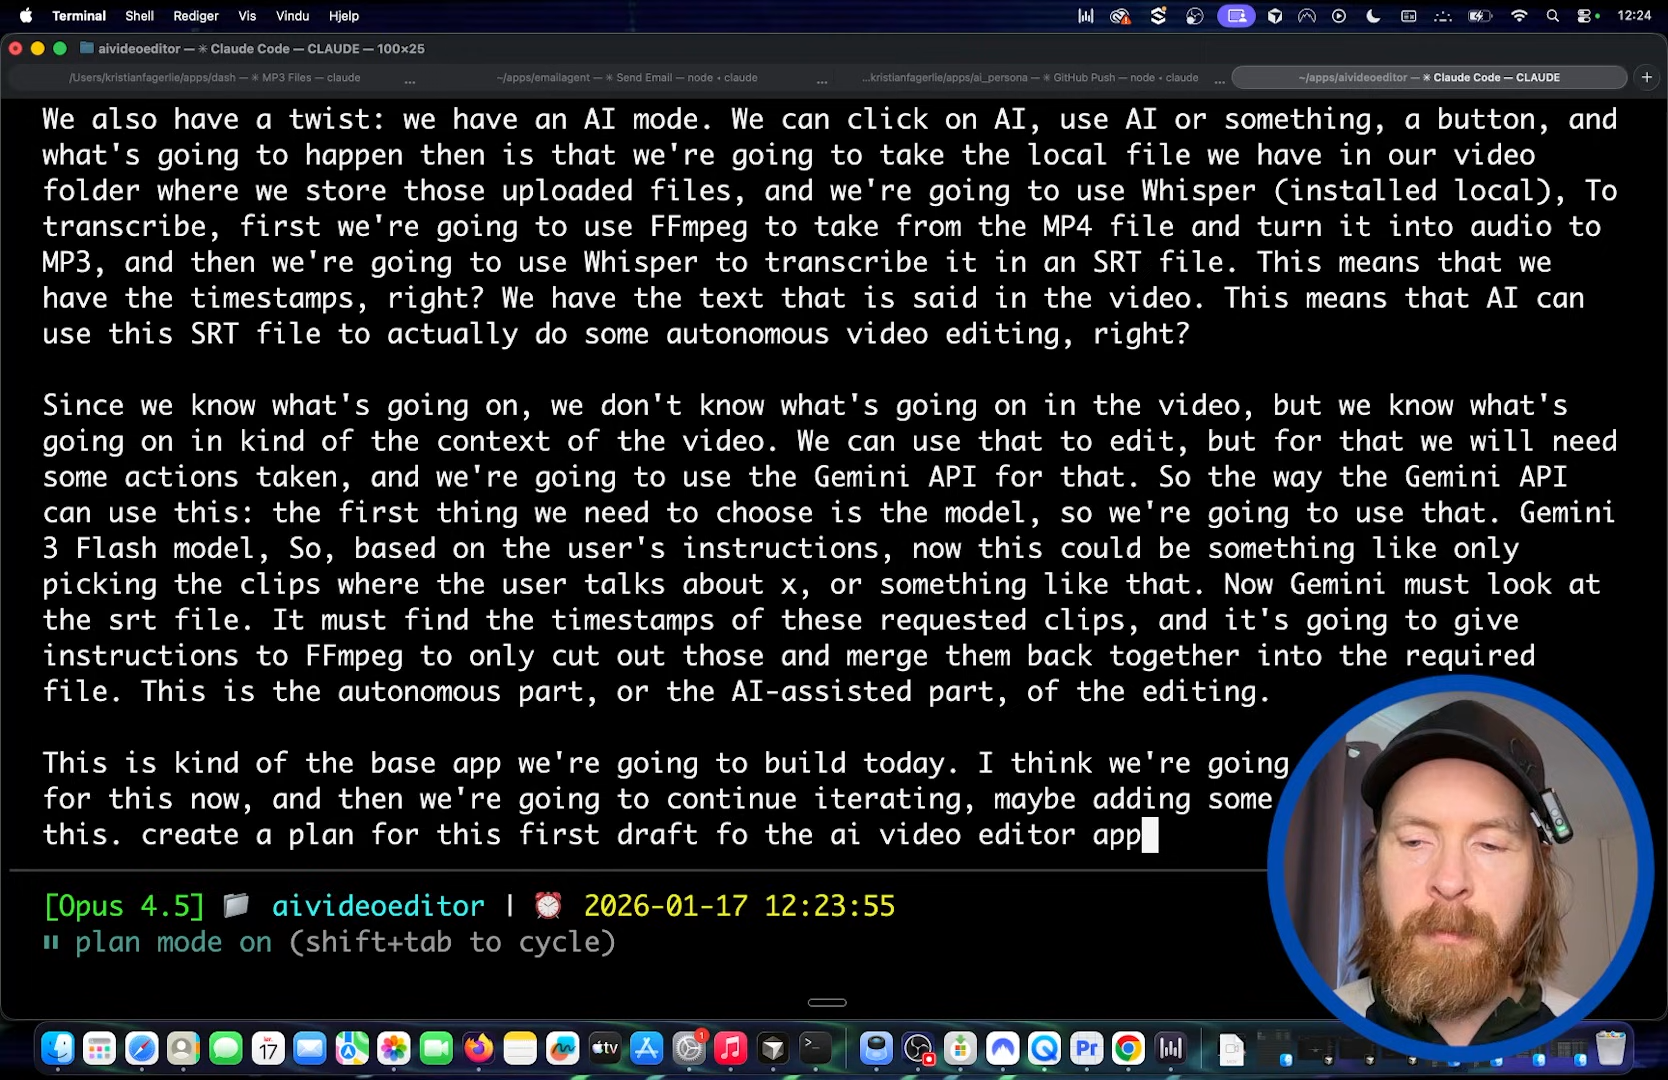 Terminal Shell Rediger Vis Vindu Hjelp 12:24
aivideoeditor — ✳ Claude Code — CLAUDE — 100×25
/Users/kristianfagerlie/apps/dash — ✳ MP3 Files — claude ... ~/apps/emailagent — ✳ Send Email — node ◂ claude ... ...kristianfagerlie/apps/ai_persona — ✳ GitHub Push — node ◂ claude ... ~/apps/aivideoeditor — ✳ Claude Code — CLAUDE +
We also have a twist: we have an AI mode. We can click on AI, use AI or something, a button, and
what's going to happen then is that we're going to take the local file we have in our video
folder where we store those uploaded files, and we're going to use Whisper (installed local), To
transcribe, first we're going to use FFmpeg to take from the MP4 file and turn it into audio to
MP3, and then we're going to use Whisper to transcribe it in an SRT file. This means that we
have the timestamps, right? We have the text that is said in the video. This means that AI can
use this SRT file to actually do some autonomous video editing, right?
Since we know what's going on, we don't know what's going on in the video, but we know what's
going on in kind of the context of the video. We can use that to edit, but for that we will need
some actions taken, and we're going to use the Gemini API for that. So the way the Gemini API
can use this: the first thing we need to choose is the model, so we're going to use that. Gemini
3 Flash model, So, based on the user's instructions, now this could be something like only
picking the clips where the user talks about x, or something like that. Now Gemini must look at
the srt file. It must find the timestamps of these requested clips, and it's going to give
instructions to FFmpeg to only cut out those and merge them back together into the required
file. This is the autonomous part, or the AI-assisted part, of the editing.
This is kind of the base app we're going to build today. I think we're going
for this now, and then we're going to continue iterating, maybe adding some
this. create a plan for this first draft fo the ai video editor app
[Opus 4.5] 📁 aivideoeditor | ⏰ 2026-01-17 12:23:55
⏸ plan mode on (shift+tab to cycle)
17 tv 1 Pr